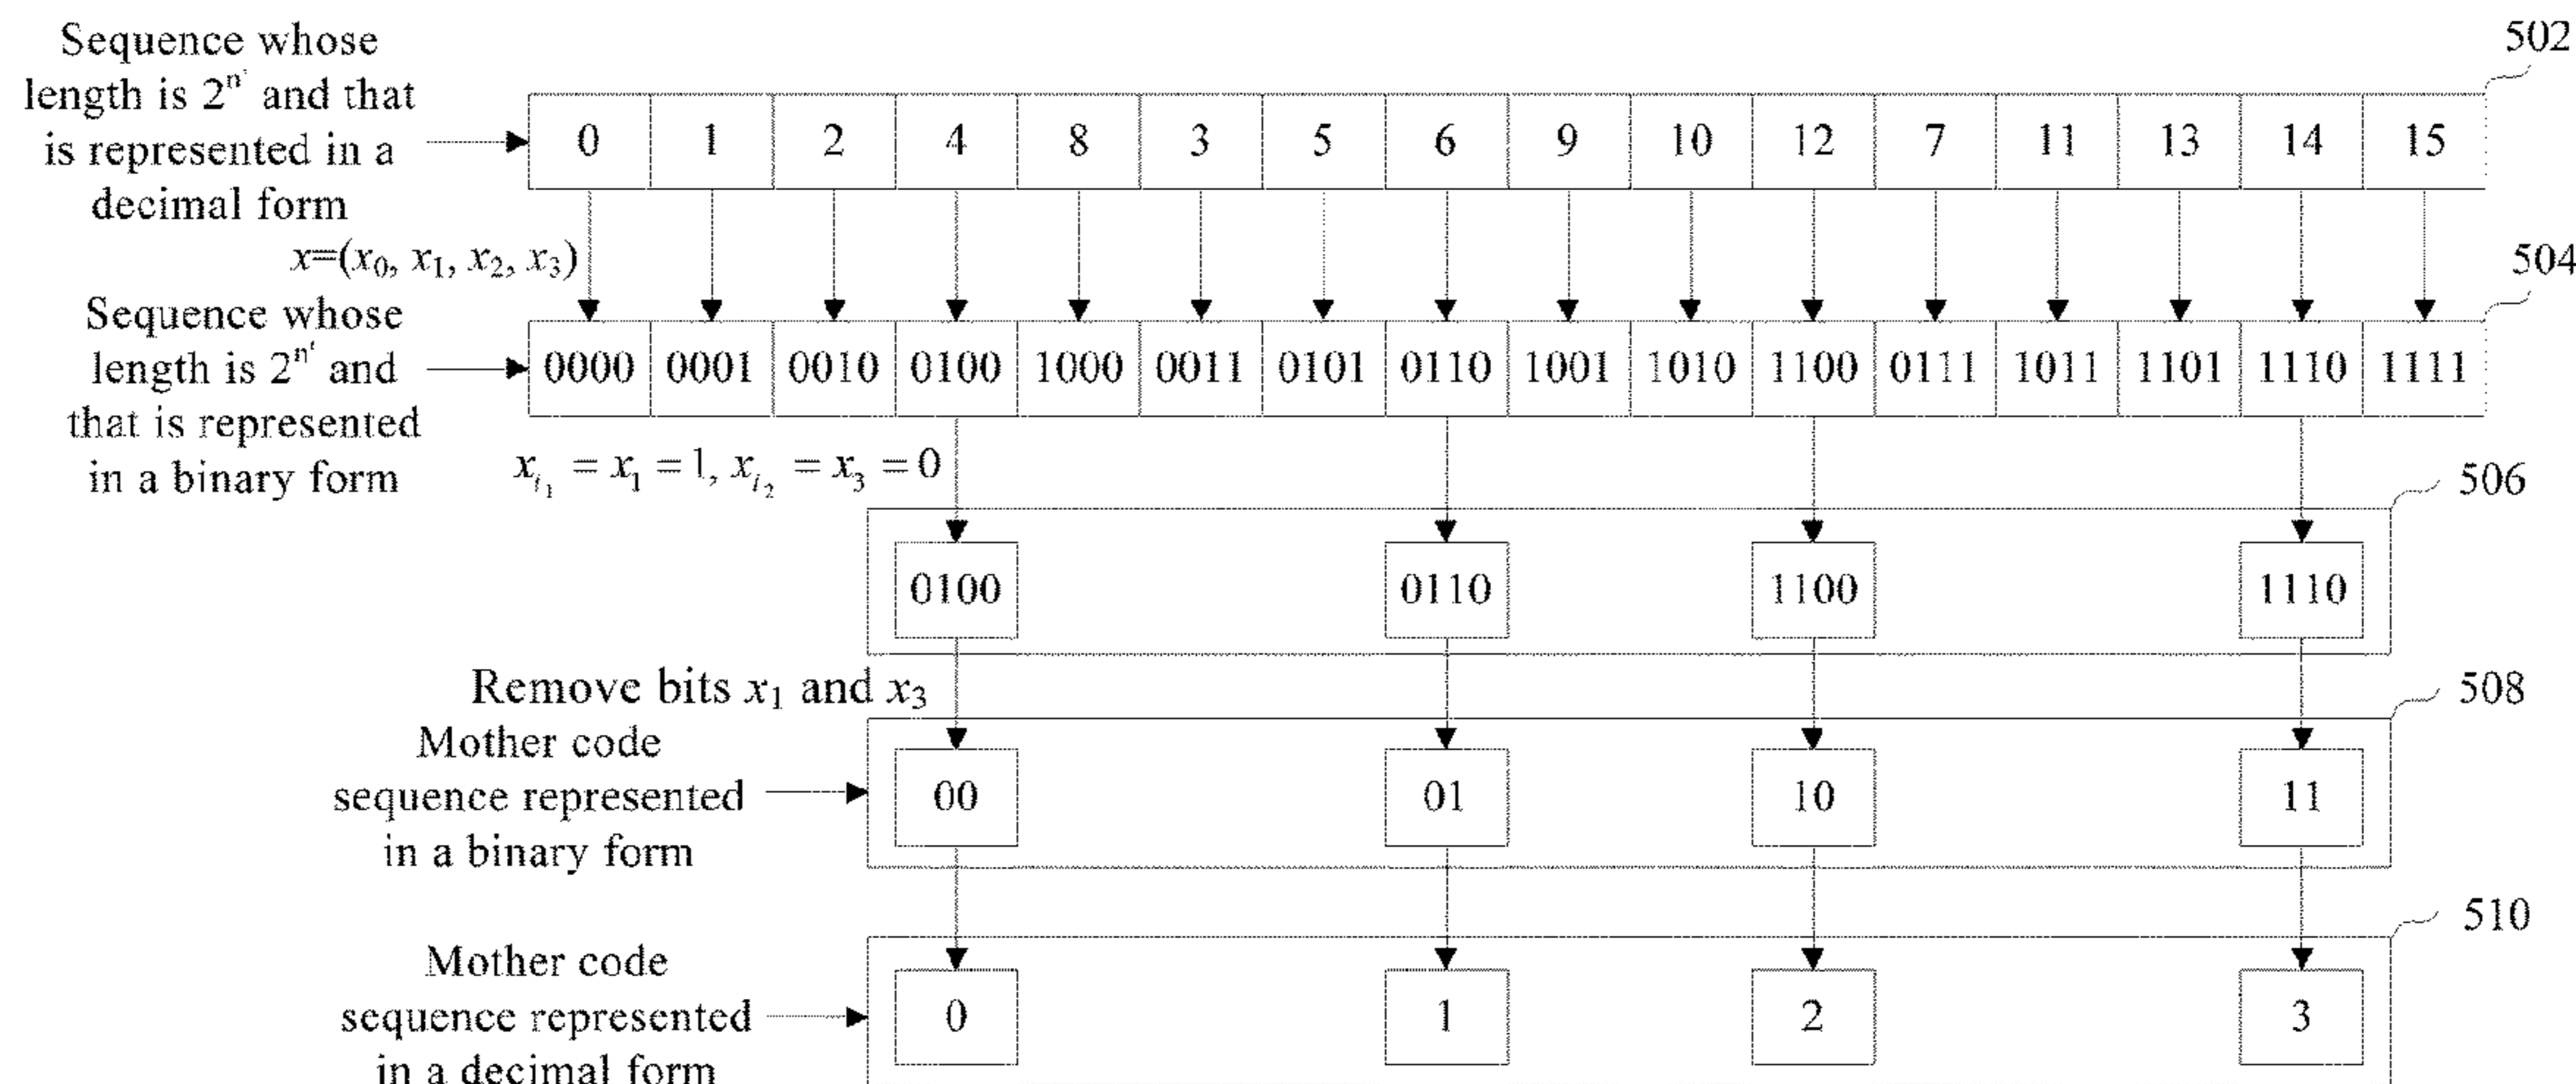 502
Sequence whose
length is 2^n' and that
is represented in a
decimal form
0 1 2 4 8 3 5 6 9 10 12 7 11 13 14 15
x=(x0, x1, x2, x3)
504
Sequence whose
length is 2^n' and
that is represented
in a binary form
0000 0001 0010 0100 1000 0011 0101 0110 1001 1010 1100 0111 1011 1101 1110 1111
x_i1 = x1 = 1, x_i2 = x3 = 0
506
0100 0110 1100 1110
Remove bits x1 and x3
508
Mother code
sequence represented
in a binary form
00 01 10 11
510
Mother code
sequence represented
in a decimal form
0 1 2 3